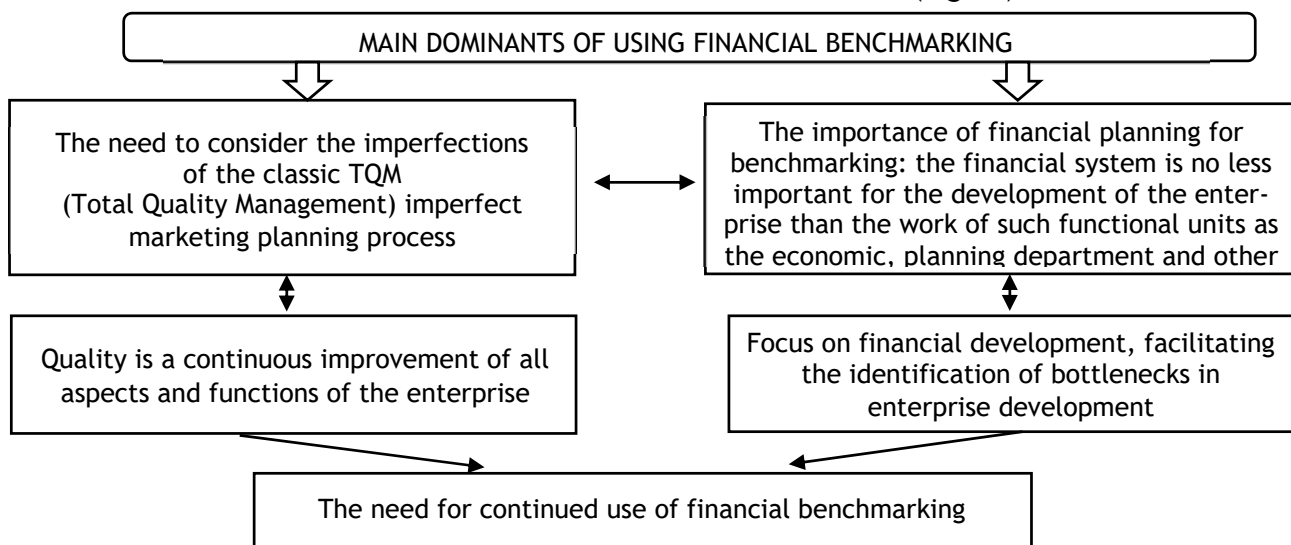 MAIN DOMINANTS OF USING FINANCIAL BENCHMARKING
The need to consider the imperfections
of the classic TQM
(Total Quality Management) imperfect
marketing planning process
The importance of financial planning for
benchmarking: the financial system is no less
important for the development of the enter-
prise than the work of such functional units as
the economic, planning department and other
Quality is a continuous improvement of all
aspects and functions of the enterprise
Focus on financial development, facilitating
the identification of bottlenecks in
enterprise development
The need for continued use of financial benchmarking